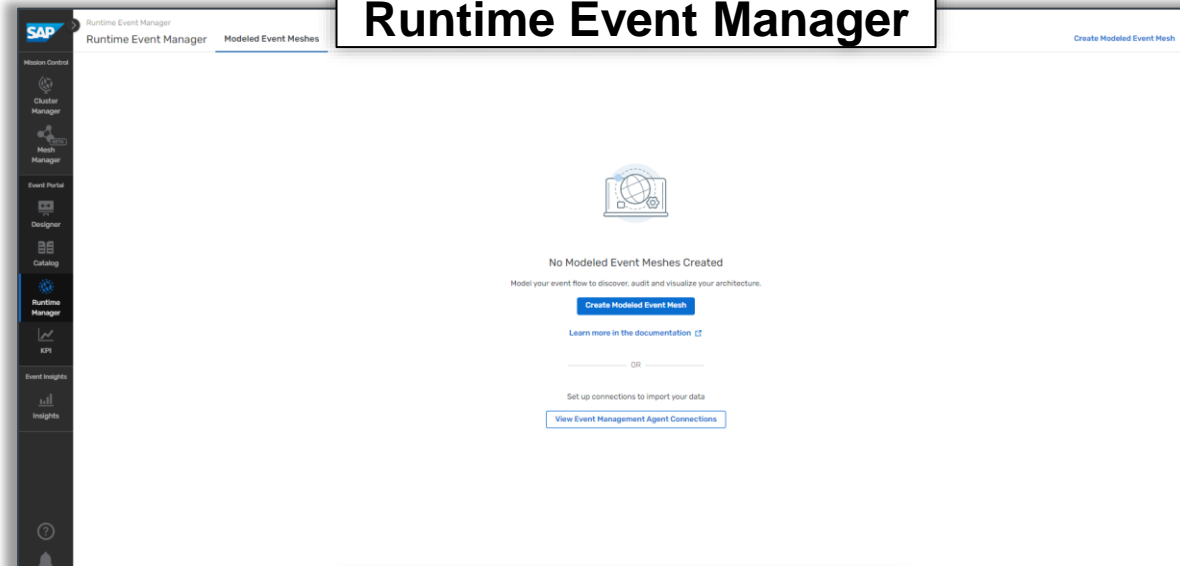 Runtime Event Manager
SAP
Runtime Event Manager
Runtime Event Manager
Modeled Event Meshes
Create Modeled Event Mesh
Mission Control
Cluster
Manager
BETA
Mesh
Manager
Event Portal
Designer
Catalog
Runtime
Manager
KPI
Event Insights
Insights
No Modeled Event Meshes Created
Model your event flow to discover, audit and visualize your architecture.
Create Modeled Event Mesh
Learn more in the documentation
OR
Set up connections to import your data
View Event Management Agent Connections
?